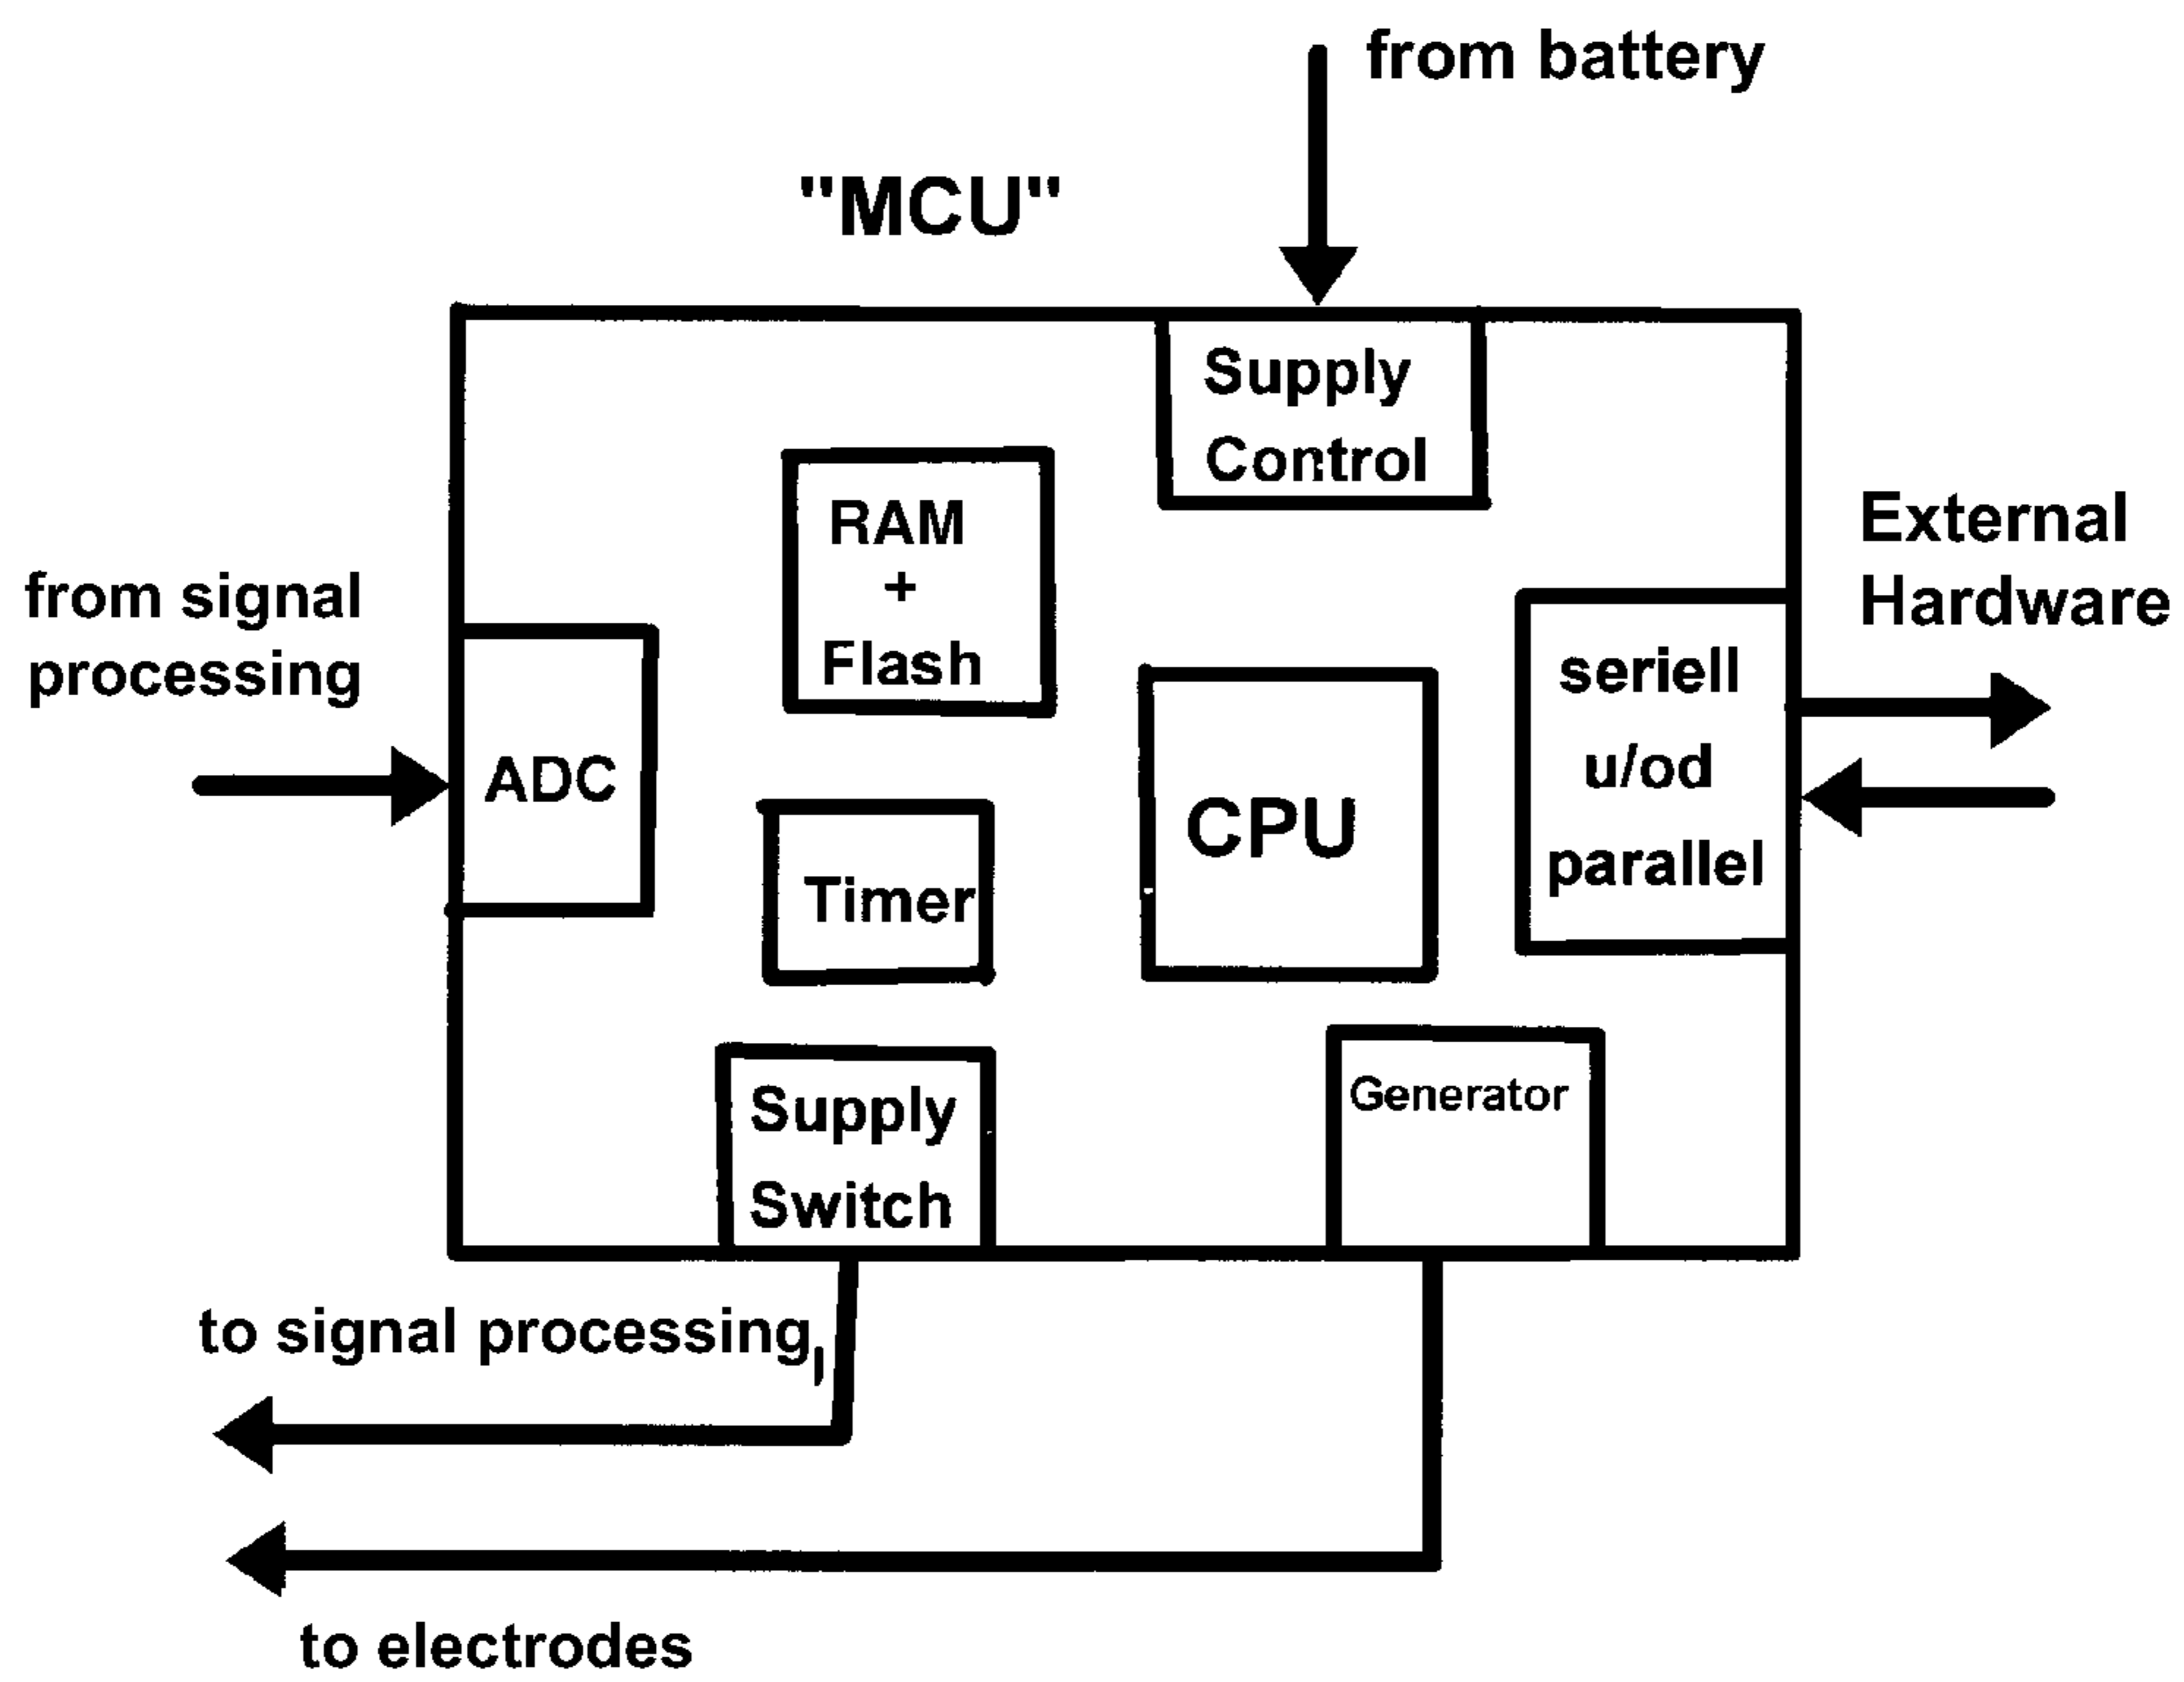 from battery
"MCU"
Supply
Control
RAM
+
Flash
External
Hardware
from signal
processing
ADC
seriell
u/od
parallel
CPU
Timer
Supply
Switch
Generator
to signal processing
to electrodes